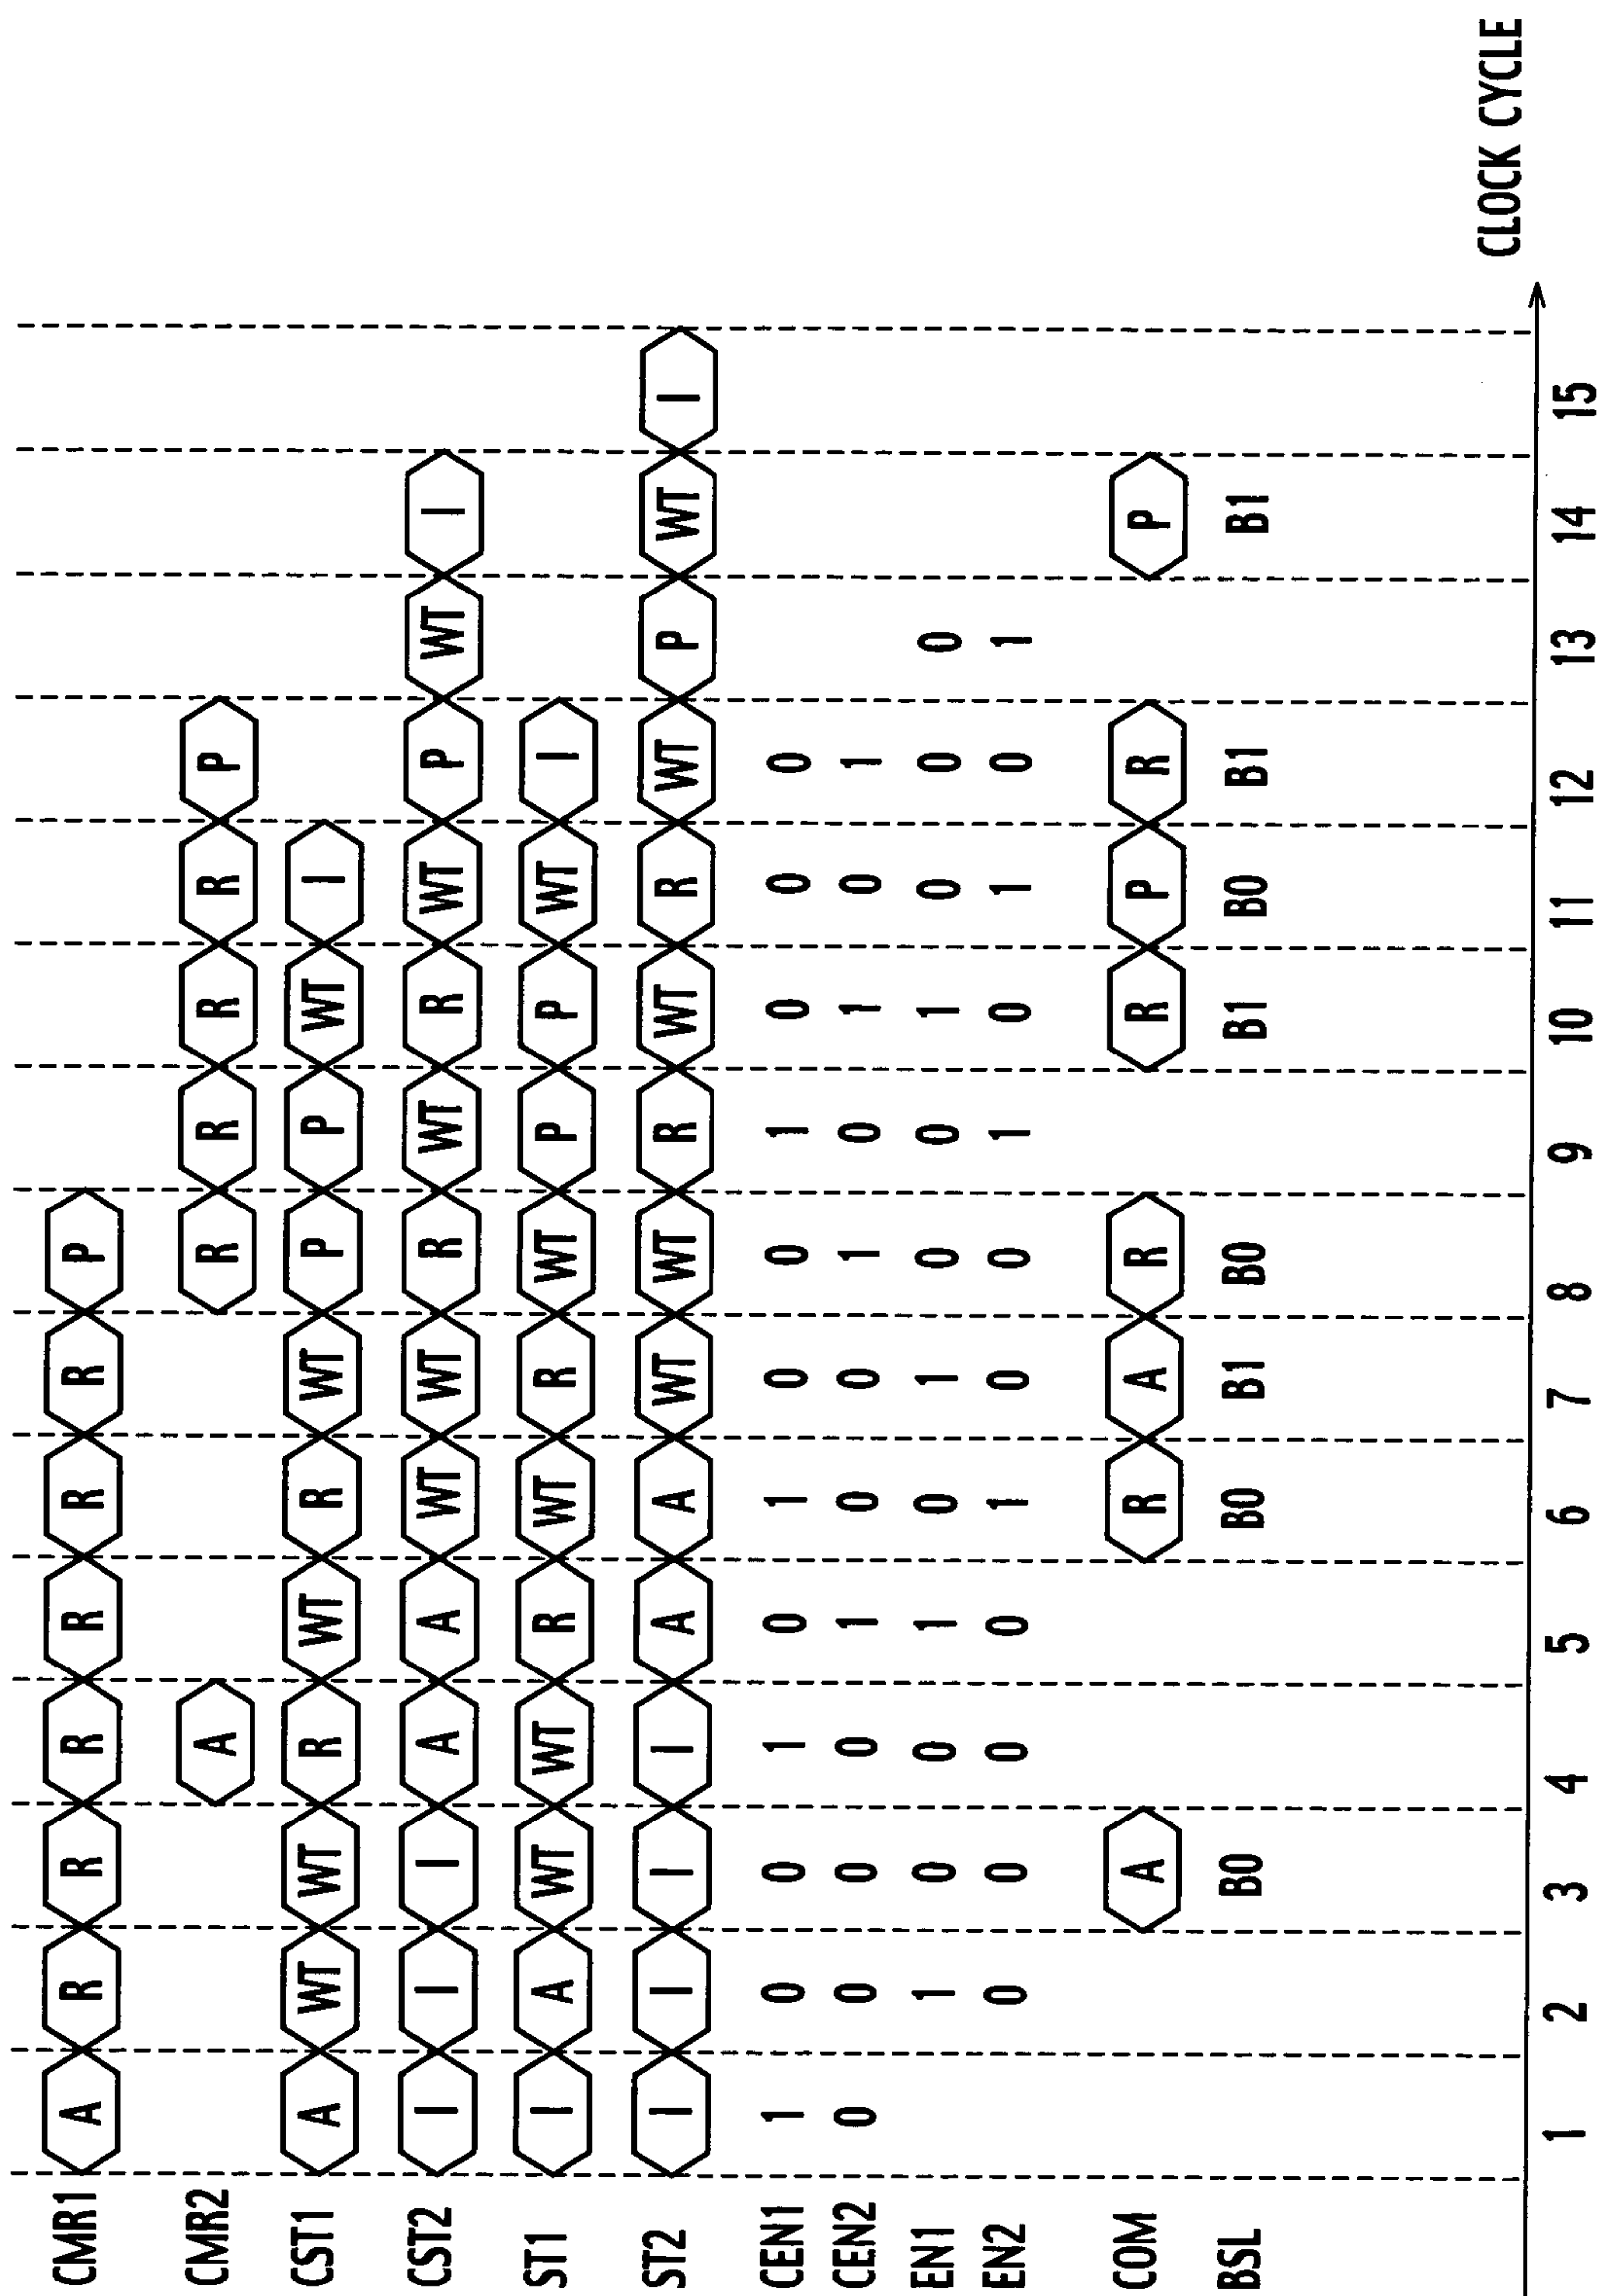 CMR1 A R R R R R R P
CMR2 A R R R R P
CST1 A WT WT R WT R WT P P WT I
CST2 I I I A A WT WT R WT R WT P WT I
ST1 I A WT WT R WT R WT P P WT I
ST2 I I I I A A WT WT R WT R WT P WT I
CEN1 1 0 0 1 0 1 0 0 1 0 0 0
CEN2 0 0 0 0 1 0 0 1 0 1 0 1
EN1 1 0 0 1 0 1 0 0 1 0 0 0
EN2 0 0 0 0 1 0 0 1 0 1 0 1
COM A R A R R P R P
BSL B0 B0 B1 B0 B1 B0 B1 B1
1 2 3 4 5 6 7 8 9 10 11 12 13 14 15
CLOCK CYCLE